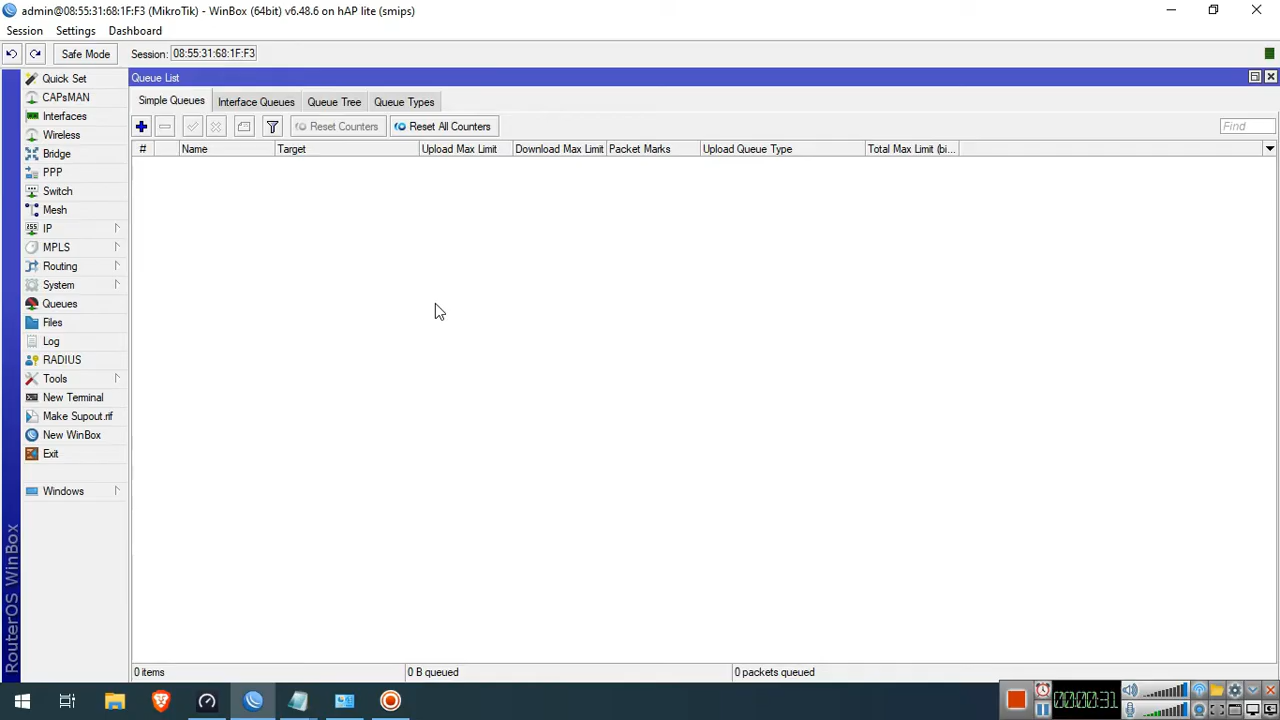 admin@08:55:31:68:1F:F3 (MikroTik) - WinBox (64bit) v6.48.6 on hAP lite (smips)
Session Settings Dashboard
Safe Mode Session: 08:55:31:68:1F:F3
Queue List
Simple Queues Interface Queues Queue Tree Queue Types
Reset Counters Reset All Counters Find
# Name Target Upload Max Limit Download Max Limit Packet Marks Upload Queue Type Total Max Limit (bi...
Quick Set
CAPsMAN
Interfaces
Wireless
Bridge
PPP
Switch
Mesh
255 IP
MPLS
Routing
System
Queues
Files
Log
RADIUS
Tools
New Terminal
Make Supout.rif
New WinBox
Exit
Windows
RouterOS WinBox
0 items 0 B queued 0 packets queued
00:00:31